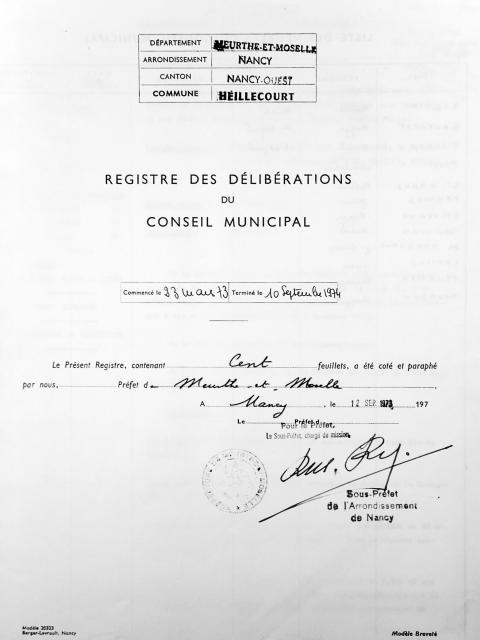 DÉPARTEMENT MEURTHE-ET-MOSELLE
ARRONDISSEMENT NANCY
CANTON NANCY-OUEST
COMMUNE HEILLECOURT
REGISTRE DES DÉLIBÉRATIONS
DU
CONSEIL MUNICIPAL
Commencé le 23 mars 73 Terminé le 10 Septembre 1974
Le Présent Registre, contenant Cent feuillets, a été coté et paraphé
par nous, Préfet de Meurthe-et-Moselle,
A Nancy, le 12 SEP. 197
Le Préfet,
Pour le Préfet,
Le Sous-Préfet, chargé de mission,
Sous-Préfet
de l'Arrondissement
de Nancy
Modèle 20323
Berger-Levrault, Nancy
Modèle Breveté